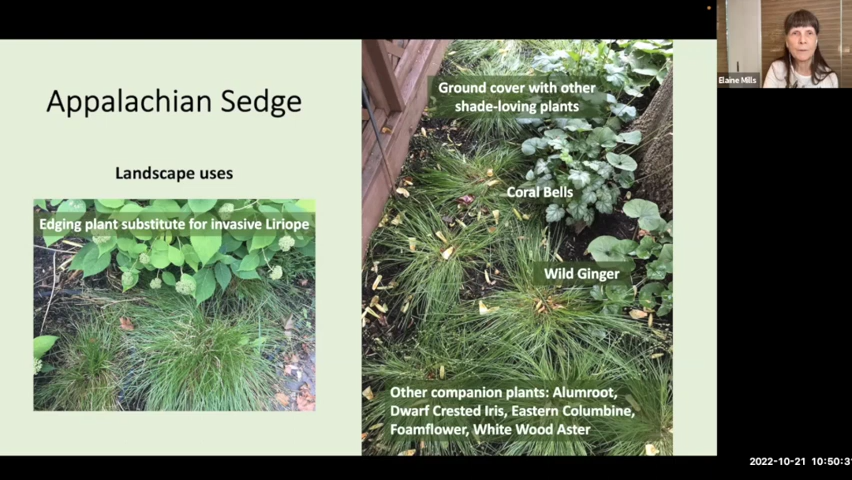 Appalachian Sedge
Landscape uses
Edging plant substitute for invasive Liriope
Ground cover with other
shade-loving plants
Coral Bells
Wild Ginger
Other companion plants: Alumroot,
Dwarf Crested Iris, Eastern Columbine,
Foamflower, White Wood Aster
Elaine Mills
2022-10-21 10:50:31